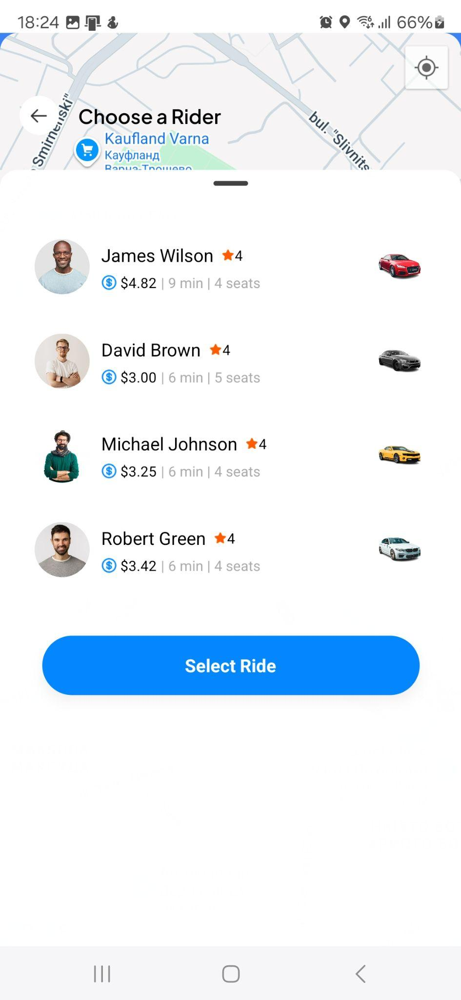 18:24
66%
Smirnenski"
Choose a Rider
bul. "Slivnits
Kaufland Varna
Кауфланд
Варна-Трошево
James Wilson 4
$4.82 | 9 min | 4 seats
David Brown 4
$3.00 | 6 min | 5 seats
Michael Johnson 4
$3.25 | 6 min | 4 seats
Robert Green 4
$3.42 | 6 min | 4 seats
Select Ride